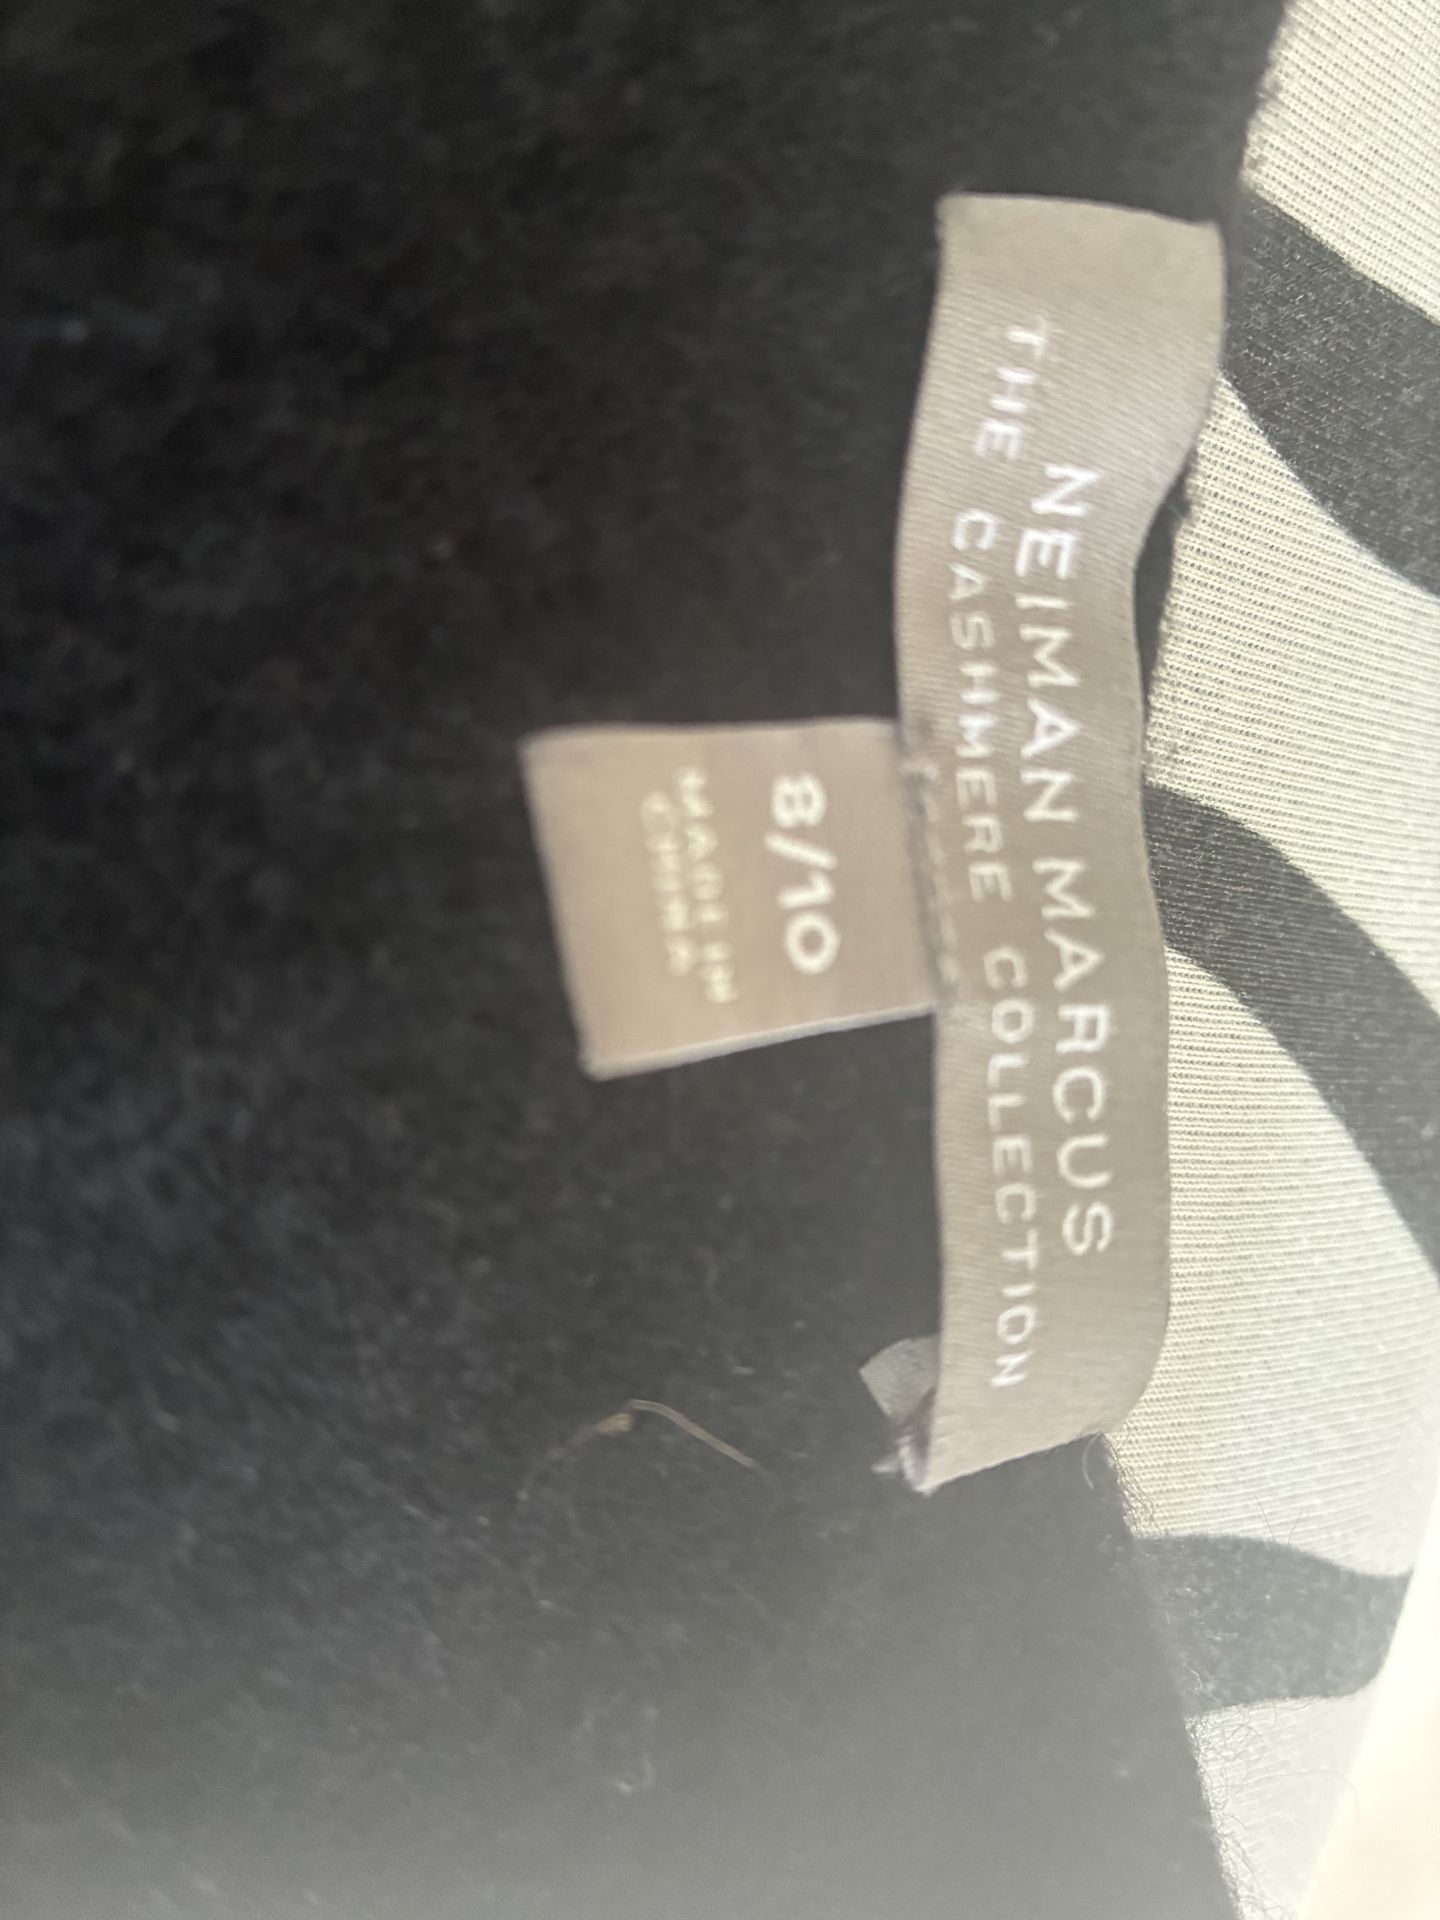 NEIMAN MARCUS
THE CASHMERE COLLECTION
8/10
MADE IN
CHINA